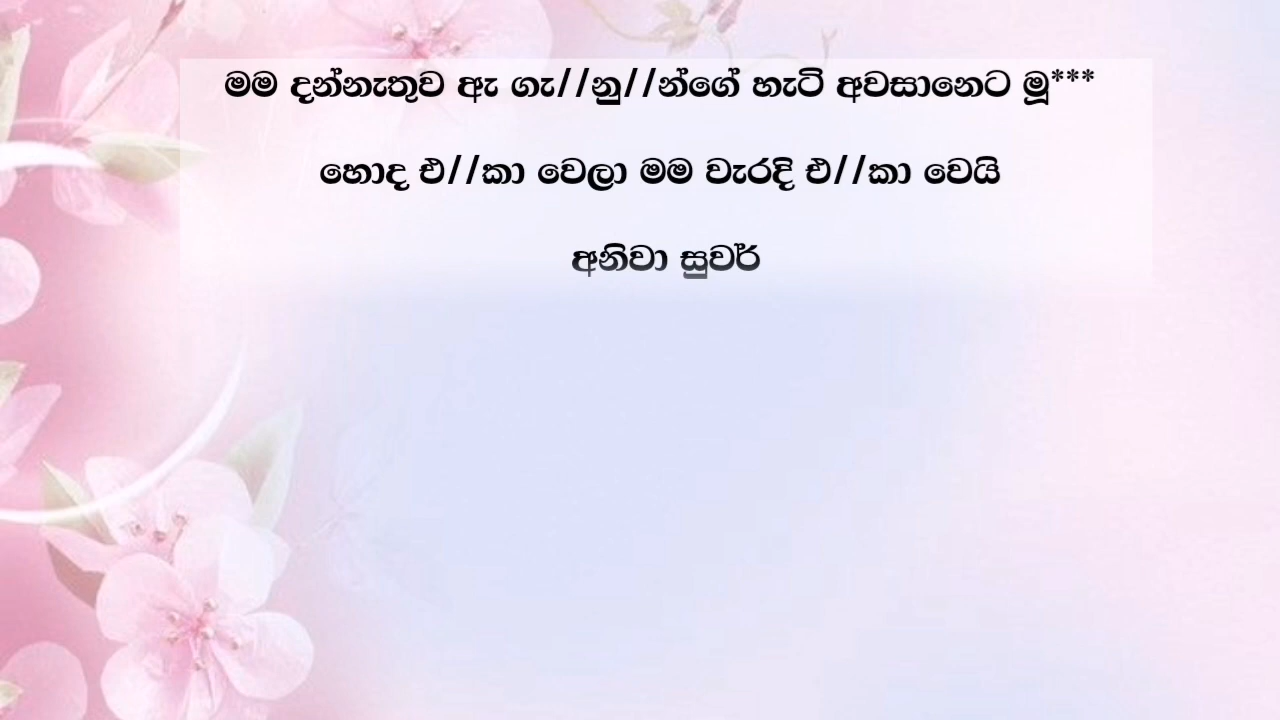 මම දන්නැතුව ඇ ගැ//නු//න්ගේ හැටි අවසානෙට මූ***
හොද එ//කා වෙලා මම වැරදි එ//කා වෙයි
අනිවා සුවර්